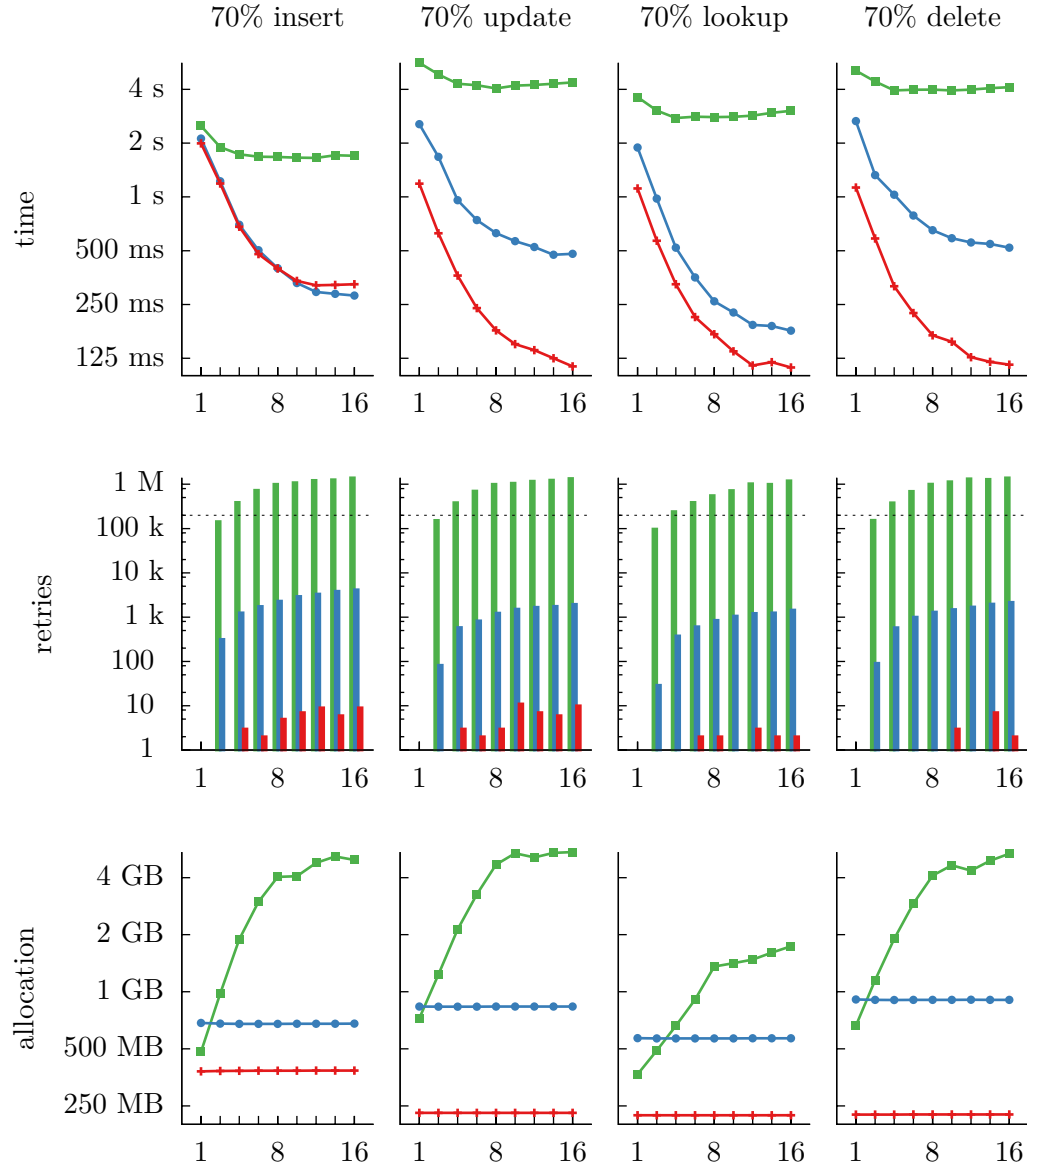 70% insert 70% update 70% lookup 70% delete
time
4 s
2 s
1 s
500 ms
250 ms
125 ms
1 8 16 1 8 16 1 8 16 1 8 16
retries
1 M
100 k
10 k
1 k
100
10
1
1 8 16 1 8 16 1 8 16 1 8 16
allocation
4 GB
2 GB
1 GB
500 MB
250 MB
1 8 16 1 8 16 1 8 16 1 8 16